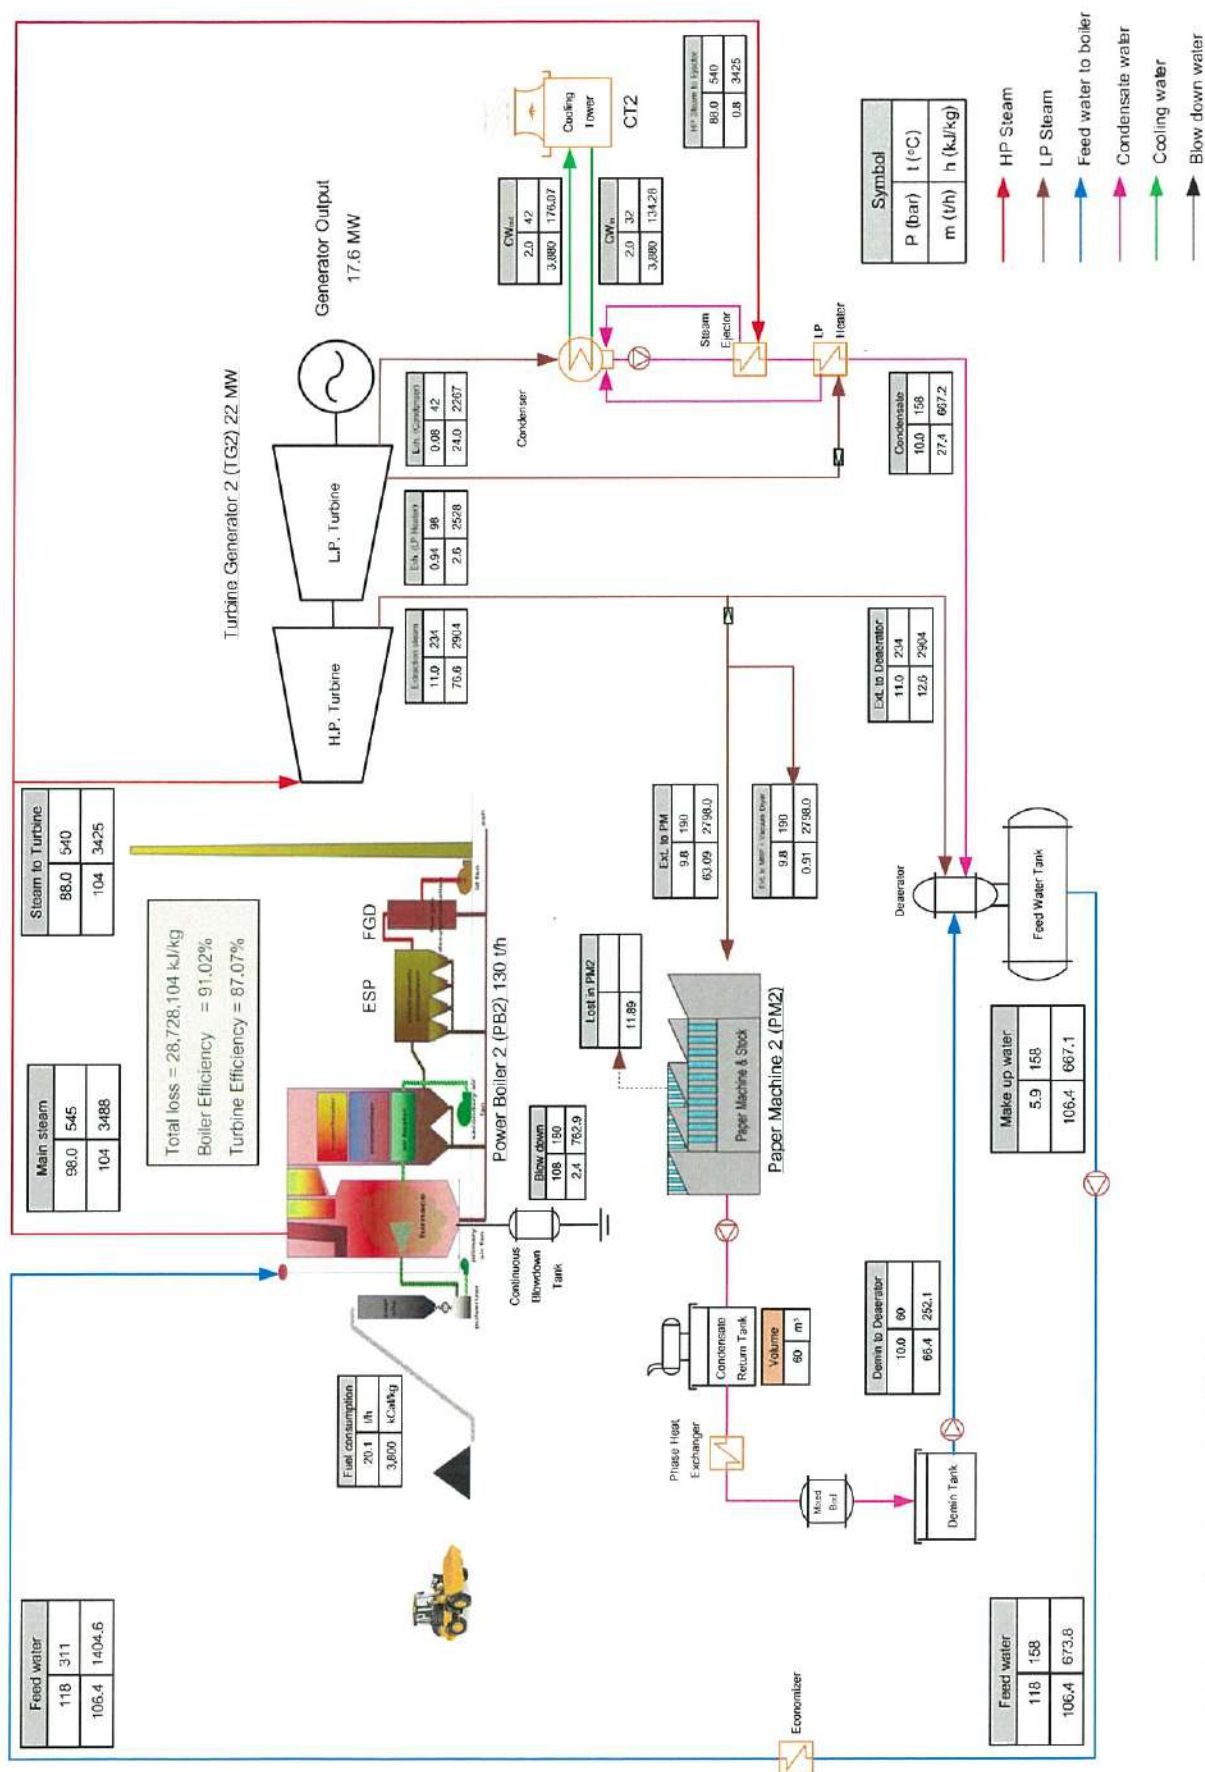 Feed water
118 311
106.4 1404.6
Main steam
98.0 545
104 3488
Steam to Turbine
88.0 540
104 3425
Total loss = 28,728,104 kJ/kg
Boiler Efficiency = 91.02%
Turbine Efficiency = 87.07%
Turbine Generator 2 (TG2) 22 MW
H.P. Turbine
L.P. Turbine
Generator Output
17.6 MW
Fuel consumption
20.1 t/h
3,800 kCal/kg
furnace
ESP
FGD
Power Boiler 2 (PB2) 130 t/h
Continuous
Blowdown
Tank
Blow down
108 180
2.4 762.9
Extraction steam
11.0 234
76.6 2904
Exh. (LP Heater)
0.94 98
2.6 2528
Exh. (Condenser)
0.08 42
24.0 2267
Condenser
CWout
2.0 42
3,880 176.07
CWin
2.0 32
3,880 134.28
Cooling
Tower
CT2
HP Steam to Ejector
88.0 540
0.8 3425
Steam
Ejector
LP
Heater
Condensate
10.0 158
27.4 667.2
Lost in PM2
11.89
Ext. to PM
9.8 190
63.09 2798.0
9.8 190
0.91 2798.0
Ext. to Deaerator
11.0 234
12.6 2904
Paper Machine & Stock
Paper Machine 2 (PM2)
Condensate
Return Tank
Volume
60 m³
Phase Heat
Exchanger
Mixed
Bed
Demin Tank
Demin to Deaerator
10.0 60
66.4 252.1
Deaerator
Feed Water Tank
Make up water
5.9 158
106.4 667.1
Economizer
Feed water
118 158
106.4 673.8
Symbol
P (bar) t (°C)
m (t/h) h (kJ/kg)
HP Steam
LP Steam
Feed water to boiler
Condensate water
Cooling water
Blow down water